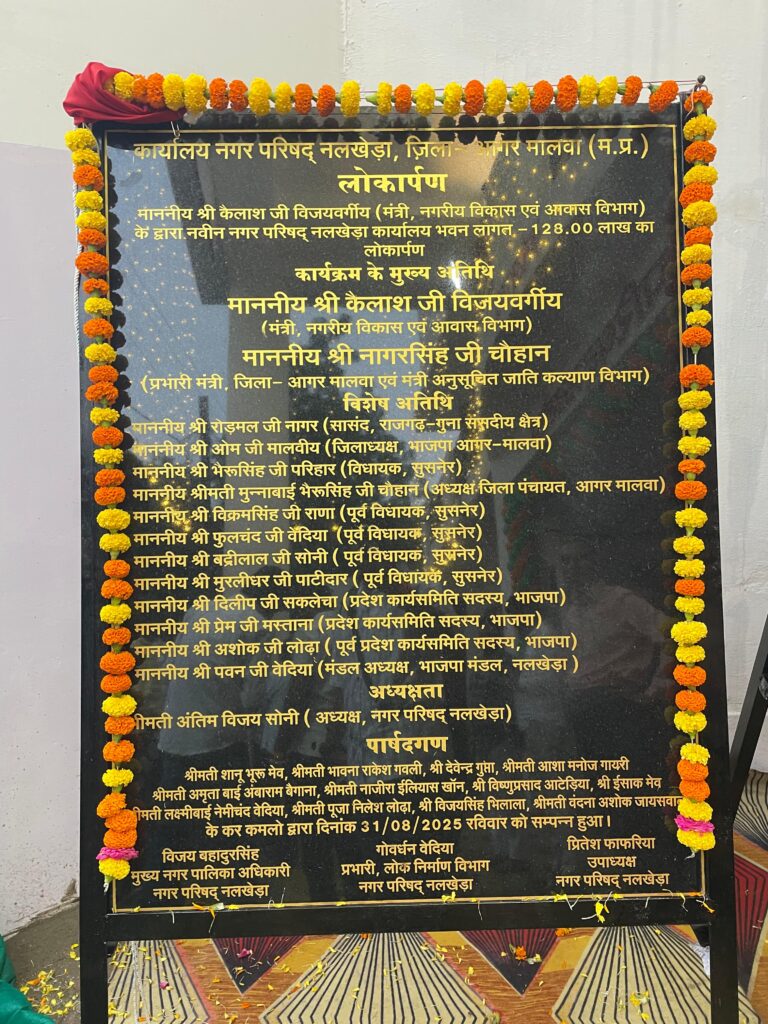 कार्यालय नगर परिषद् नलखेड़ा, ज़िला- आगर मालवा (म.प्र.)
लोकार्पण
माननीय श्री कैलाश जी विजयवर्गीय (मंत्री, नगरीय विकास एवं आवास विभाग)
के द्वारा नवीन नगर परिषद् नलखेड़ा कार्यालय भवन लागत –128.00 लाख का
लोकार्पण
कार्यक्रम के मुख्य अतिथि
माननीय श्री कैलाश जी विजयवर्गीय
(मंत्री, नगरीय विकास एवं आवास विभाग)
माननीय श्री नागरसिंह जी चौहान
(प्रभारी मंत्री, जिला– आगर मालवा एवं मंत्री अनुसूचित जाति कल्याण विभाग)
विशेष अतिथि
माननीय श्री रोड़मल जी नागर (सासंद, राजगढ़–गुना संसदीय क्षैत्र)
माननीय श्री ओम जी मालवीय (जिलाध्यक्ष, भाजपा आगर–मालवा)
माननीय श्री भैरूसिंह जी परिहार (विधायक, सुसनेर)
माननीय श्रीमती मुन्नाबाई भैरूसिंह जी चौहान (अध्यक्ष जिला पंचायत, आगर मालवा)
माननीय श्री विक्रमसिंह जी राणा (पूर्व विधायक, सुसनेर)
माननीय श्री फुलचंद जी वेदिया (पूर्व विधायक, सुसनेर)
माननीय श्री बद्रीलाल जी सोनी ( पूर्व विधायक, सुसनेर)
माननीय श्री मुरलीधर जी पाटीदार ( पूर्व विधायक, सुसनेर)
माननीय श्री दिलीप जी सकलेचा (प्रदेश कार्यसमिति सदस्य, भाजपा)
माननीय श्री प्रेम जी मस्ताना (प्रदेश कार्यसमिति सदस्य, भाजपा)
माननीय श्री अशोक जी लोढ़ा ( पूर्व प्रदेश कार्यसमिति सदस्य, भाजपा)
माननीय श्री पवन जी वेदिया (मंडल अध्यक्ष, भाजपा मंडल, नलखेड़ा )
अध्यक्षता
श्रीमती अंतिम विजय सोनी ( अध्यक्ष, नगर परिषद् नलखेड़ा)
पार्षदगण
श्रीमती शानू भूरू मेव, श्रीमती भावना राकेश गवली, श्री देवेन्द्र गुप्ता, श्रीमती आशा मनोज गायरी
श्रीमती अमृता बाई अंबाराम बैगाना, श्रीमती नाजीरा ईलियास खॉन, श्री विष्णुप्रसाद आटेड़िया, श्री ईसाक मेव
श्रीमती लक्ष्मीबाई नेमीचंद वेदिया, श्रीमती पूजा निलेश लोढ़ा, श्री विजयसिंह भिलाला, श्रीमती वंदना अशोक जायसवाल
के कर कमलो द्वारा दिनांक 31/08/2025 रविवार को सम्पन्न हुआ।
विजय बहादुरसिंह
मुख्य नगर पालिका अधिकारी
नगर परिषद् नलखेड़ा
गोवर्धन वेदिया
प्रभारी, लोक निर्माण विभाग
नगर परिषद् नलखेड़ा
प्रितेश फाफरिया
उपाध्यक्ष
नगर परिषद् नलखेड़ा